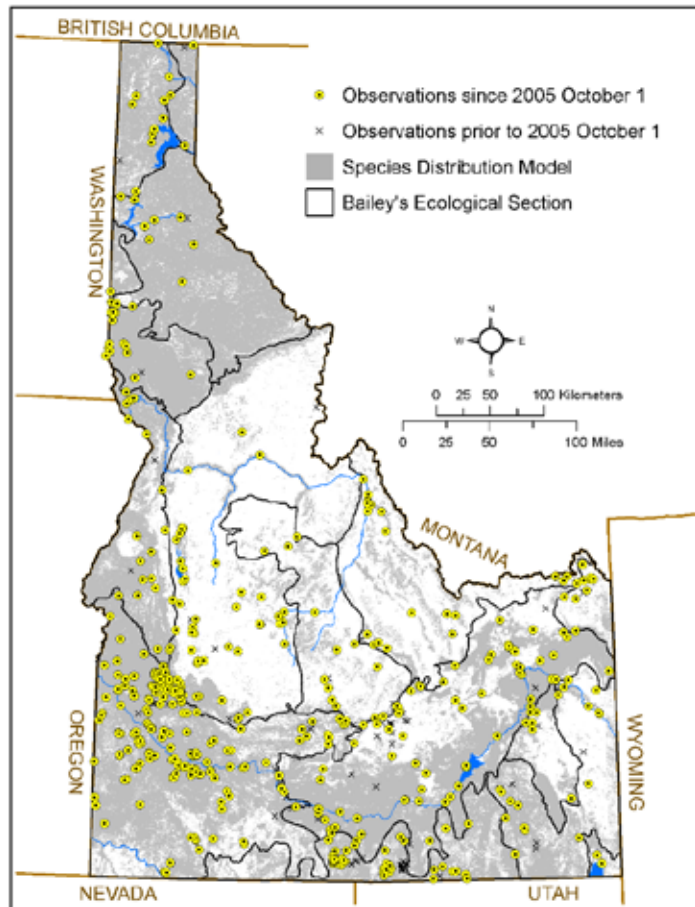 BRITISH COLUMBIA
Observations since 2005 October 1
Observations prior to 2005 October 1
Species Distribution Model
Bailey's Ecological Section
WASHINGTON
N
W E
S
0 25 50 100 Kilometers
0 25 50 100 Miles
MONTANA
OREGON
WYOMING
NEVADA
UTAH